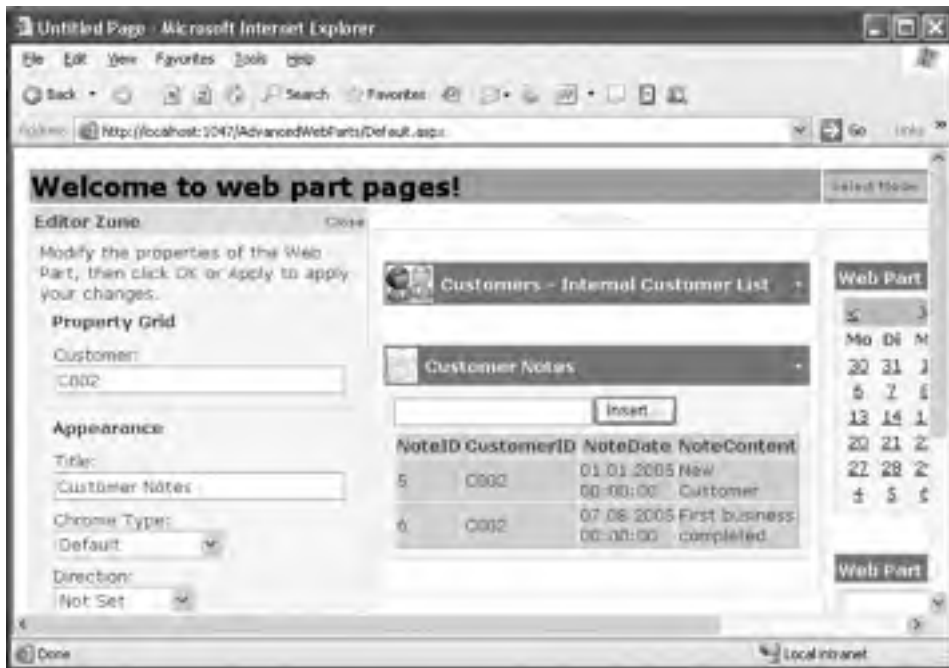 Untitled Page - Microsoft Internet Explorer
File Edit View Favorites Tools Help
Back Search Favorites
Address http://localhost:1047/AdvancedWebParts/Default.aspx Go Links
Welcome to web part pages!
Select Mode
Editor Zone Close
Modify the properties of the Web
Part, then click OK or Apply to apply
your changes.
Property Grid
Customer:
C002
Appearance
Title:
Customer Notes
Chrome Type:
Default
Direction:
Not Set
Customers - Internal Customer List
Customer Notes
Insert...
NoteID CustomerID NoteDate NoteContent
5 C002 01.01.2005 00:00:00 New Customer
6 C002 07.08.2005 00:00:00 First business completed
Web Part
<
Mo Di M
30 31 1
6 7 8
13 14 1
20 21 2
27 28 2
4 5 6
Web Part
Done Local intranet